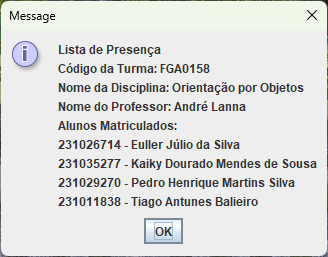 Message
Lista de Presença
Código da Turma: FGA0158
Nome da Disciplina: Orientação por Objetos
Nome do Professor: André Lanna
Alunos Matriculados:
231026714 - Euller Júlio da Silva
231035277 - Kaiky Dourado Mendes de Sousa
231029270 - Pedro Henrique Martins Silva
231011838 - Tiago Antunes Balieiro
OK